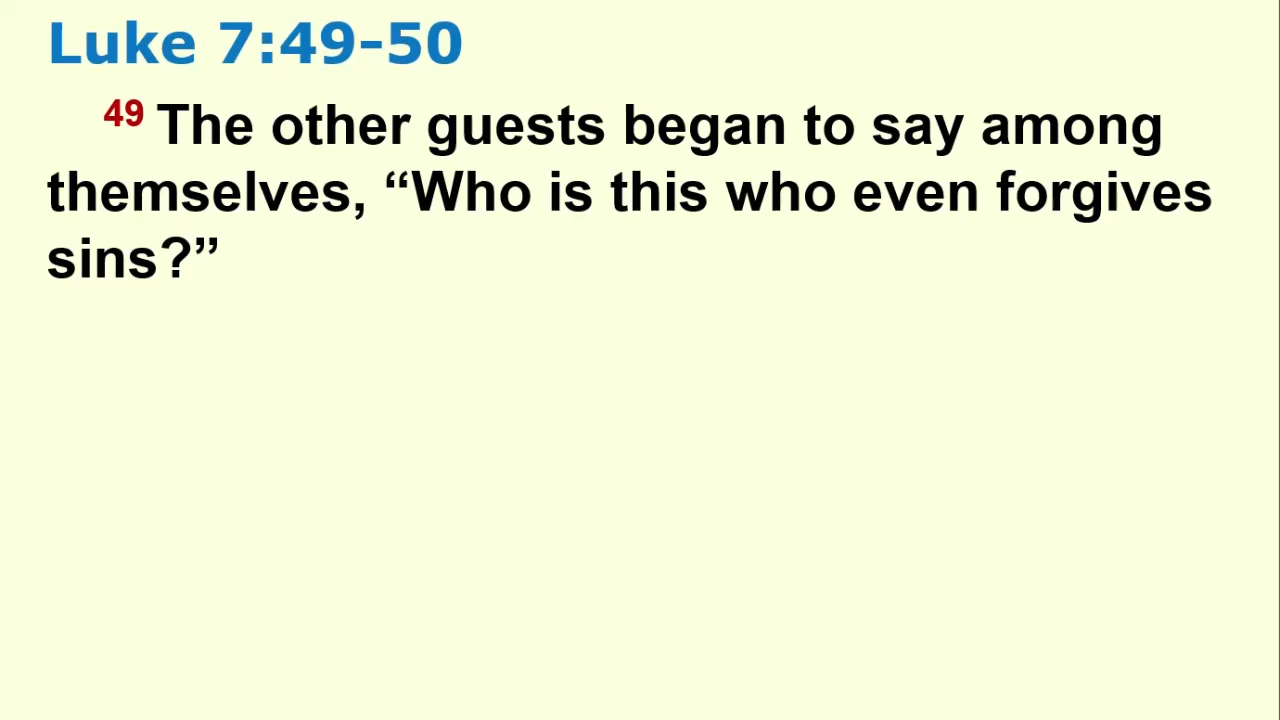 Luke 7:49-50
49 The other guests began to say among
themselves, “Who is this who even forgives
sins?”